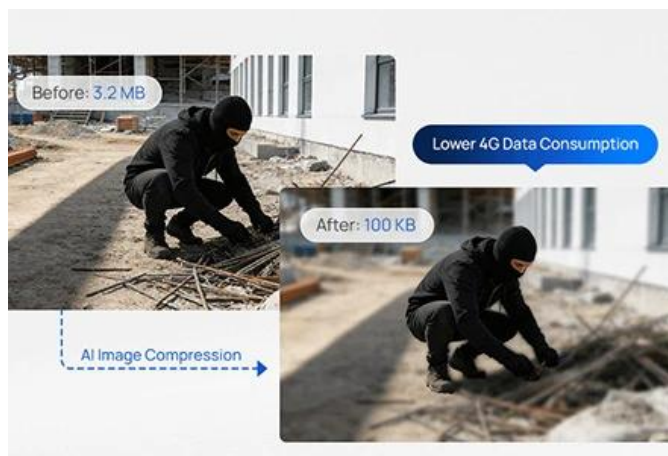 Before: 3.2 MB
Lower 4G Data Consumption
After: 100 KB
AI Image Compression